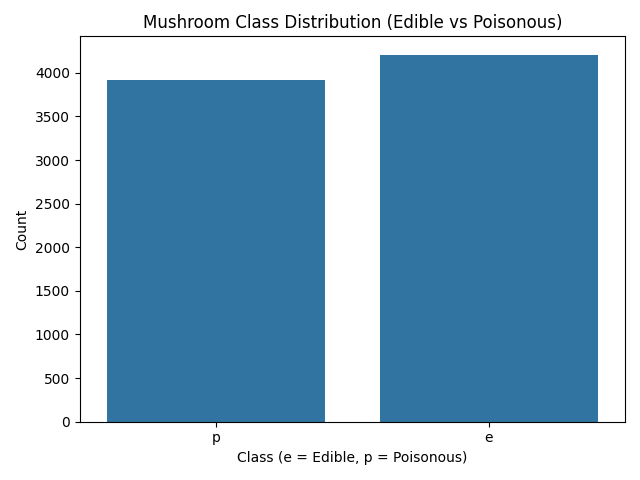 Mushroom Class Distribution (Edible vs Poisonous)
4000
3500
3000
2500
2000
1500
1000
500
0
Count
p e
Class (e = Edible, p = Poisonous)